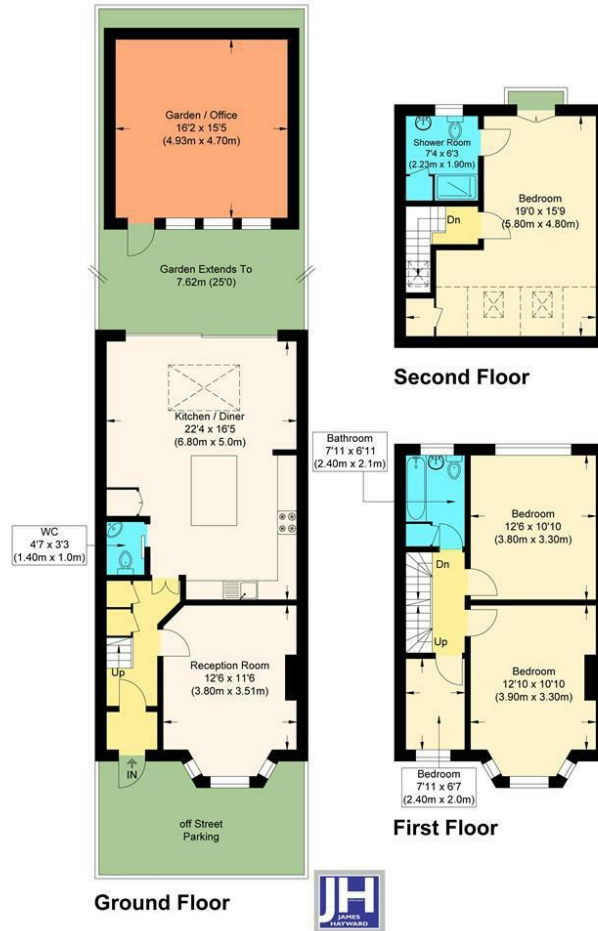 Garden / Office
16'2 x 15'5
(4.93m x 4.70m)
Garden Extends To
7.62m (25'0)
Kitchen / Diner
22'4 x 16'5
(6.80m x 5.0m)
WC
4'7 x 3'3
(1.40m x 1.0m)
Up
Reception Room
12'6 x 11'6
(3.80m x 3.51m)
IN
off Street
Parking
Ground Floor
Shower Room
7'4 x 6'3
(2.23m x 1.90m)
Dn
Bedroom
19'0 x 15'9
(5.80m x 4.80m)
Second Floor
Bathroom
7'11 x 6'11
(2.40m x 2.1m)
Bedroom
12'6 x 10'10
(3.80m x 3.30m)
Dn
Up
Bedroom
12'10 x 10'10
(3.90m x 3.30m)
Bedroom
7'11 x 6'7
(2.40m x 2.0m)
First Floor
JH
JAMES
HAYWARD